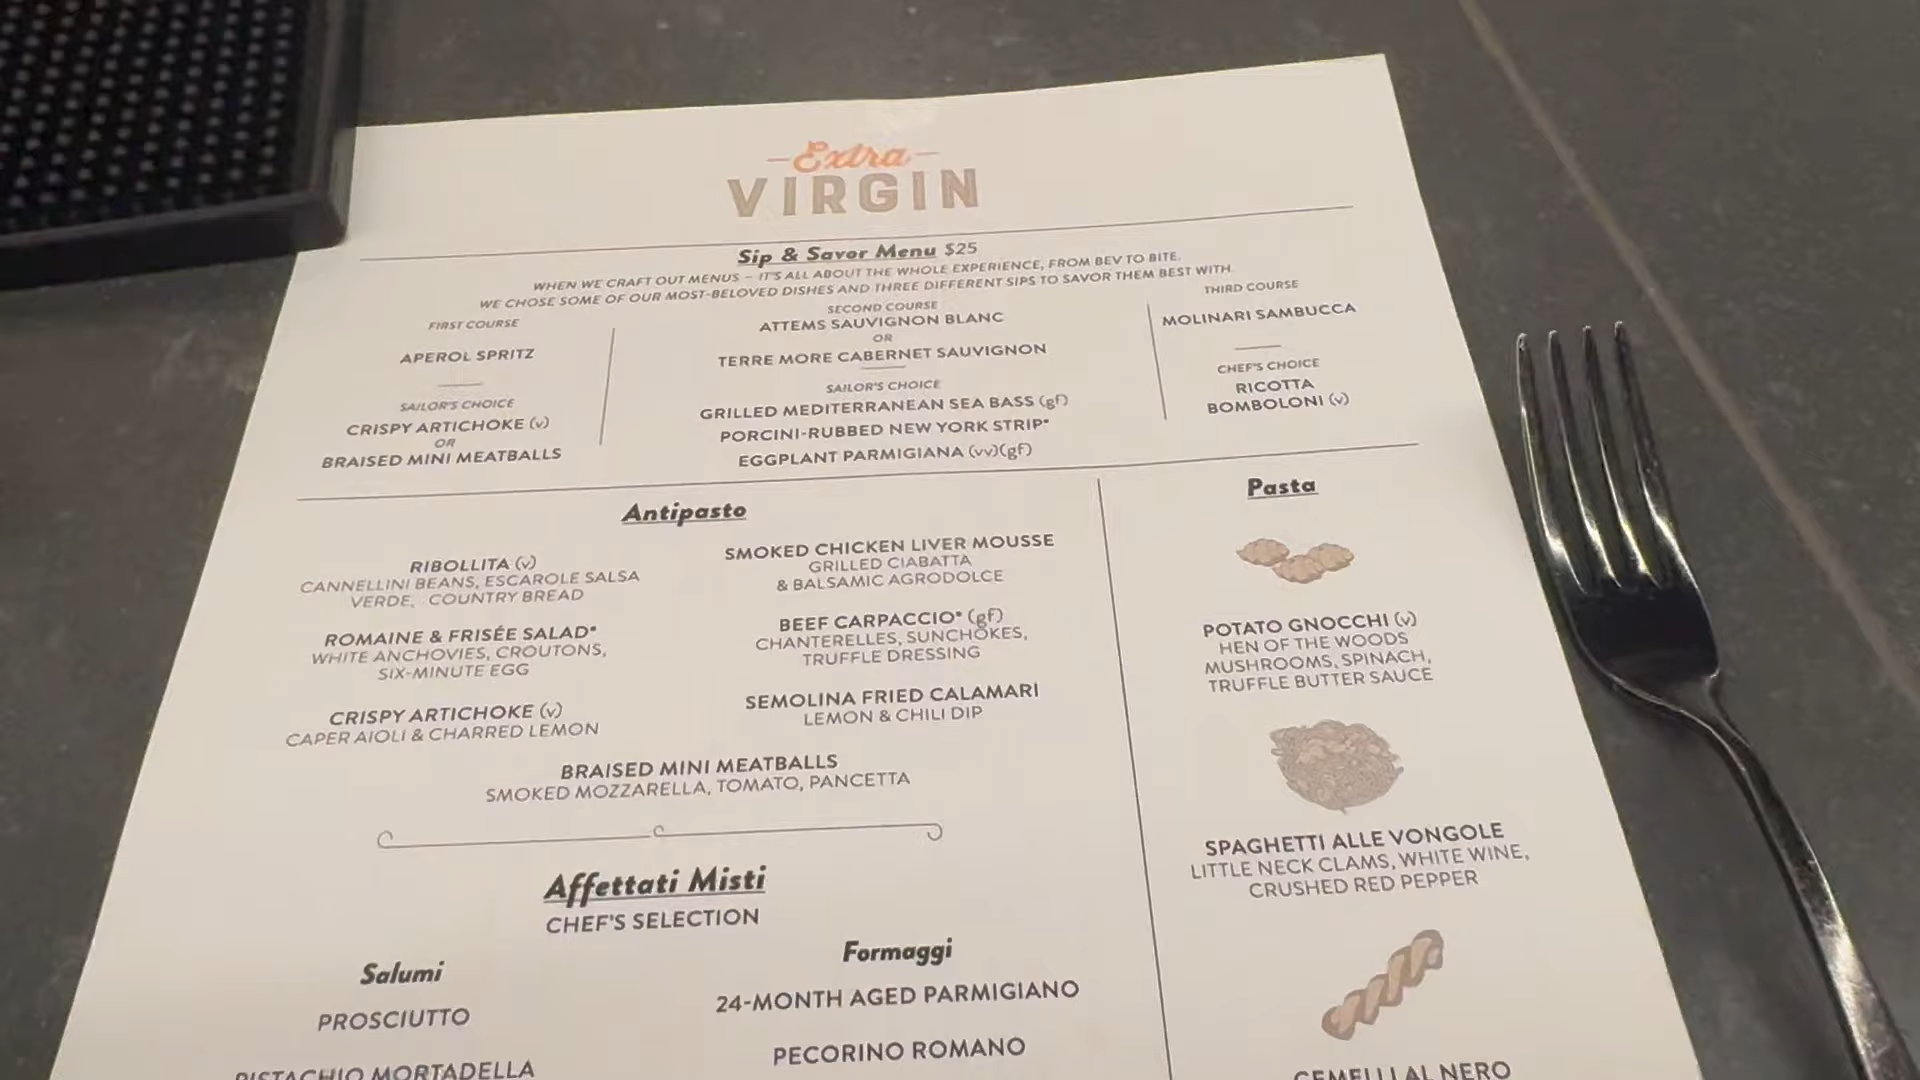 Extra
VIRGIN
Sip & Savor Menu $25
WHEN WE CRAFT OUT MENUS – IT'S ALL ABOUT THE WHOLE EXPERIENCE, FROM BEV TO BITE.
WE CHOSE SOME OF OUR MOST-BELOVED DISHES AND THREE DIFFERENT SIPS TO SAVOR THEM BEST WITH.
FIRST COURSE
APEROL SPRITZ
SAILOR'S CHOICE
CRISPY ARTICHOKE (v)
OR
BRAISED MINI MEATBALLS
SECOND COURSE
ATTEMS SAUVIGNON BLANC
OR
TERRE MORE CABERNET SAUVIGNON
SAILOR'S CHOICE
GRILLED MEDITERRANEAN SEA BASS (gf)
PORCINI-RUBBED NEW YORK STRIP*
EGGPLANT PARMIGIANA (vv)(gf)
THIRD COURSE
MOLINARI SAMBUCCA
CHEF'S CHOICE
RICOTTA
BOMBOLONI (v)
Antipasto
RIBOLLITA (v)
CANNELLINI BEANS, ESCAROLE SALSA
VERDE, COUNTRY BREAD
ROMAINE & FRISÉE SALAD*
WHITE ANCHOVIES, CROUTONS,
SIX-MINUTE EGG
CRISPY ARTICHOKE (v)
CAPER AIOLI & CHARRED LEMON
SMOKED CHICKEN LIVER MOUSSE
GRILLED CIABATTA
& BALSAMIC AGRODOLCE
BEEF CARPACCIO* (gf)
CHANTERELLES, SUNCHOKES,
TRUFFLE DRESSING
SEMOLINA FRIED CALAMARI
LEMON & CHILI DIP
BRAISED MINI MEATBALLS
SMOKED MOZZARELLA, TOMATO, PANCETTA
Affettati Misti
CHEF'S SELECTION
Salumi
PROSCIUTTO
PISTACHIO MORTADELLA
Formaggi
24-MONTH AGED PARMIGIANO
PECORINO ROMANO
Pasta
POTATO GNOCCHI (v)
HEN OF THE WOODS
MUSHROOMS, SPINACH,
TRUFFLE BUTTER SAUCE
SPAGHETTI ALLE VONGOLE
LITTLE NECK CLAMS, WHITE WINE,
CRUSHED RED PEPPER
GEMELLI AL NERO